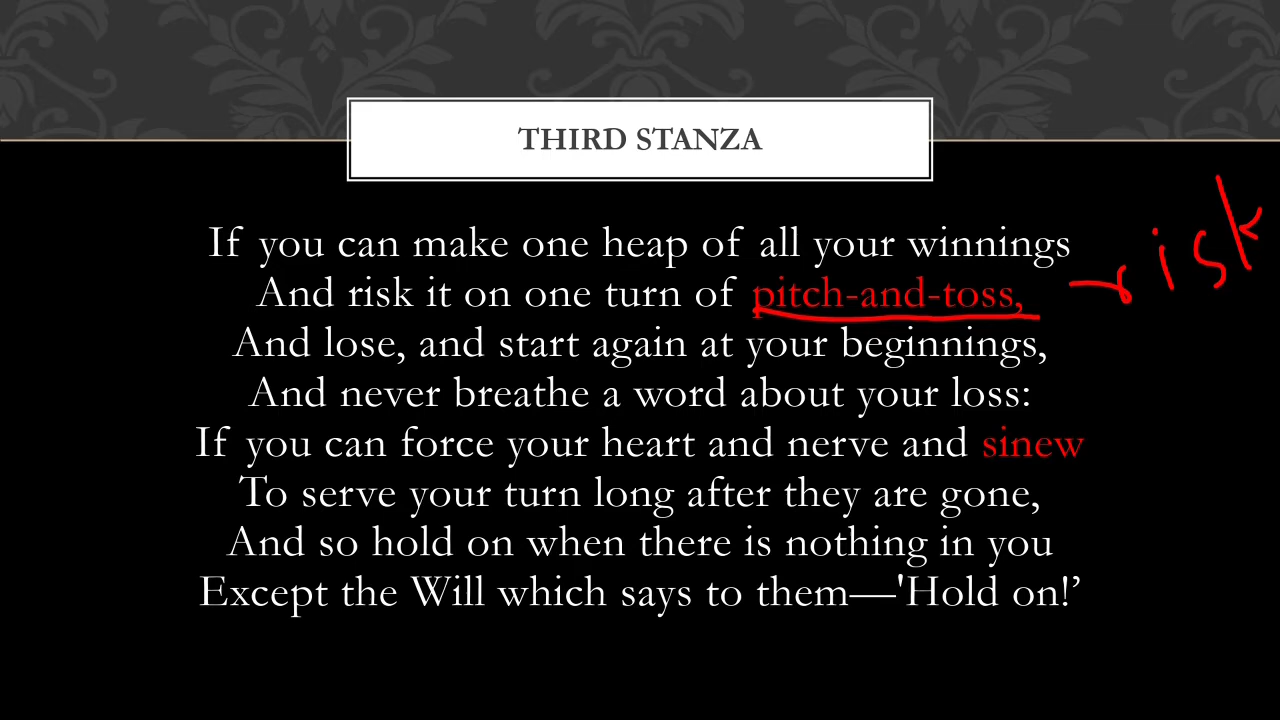 THIRD STANZA
If you can make one heap of all your winnings
And risk it on one turn of pitch-and-toss,
risk
And lose, and start again at your beginnings,
And never breathe a word about your loss:
If you can force your heart and nerve and sinew
To serve your turn long after they are gone,
And so hold on when there is nothing in you
Except the Will which says to them—'Hold on!’